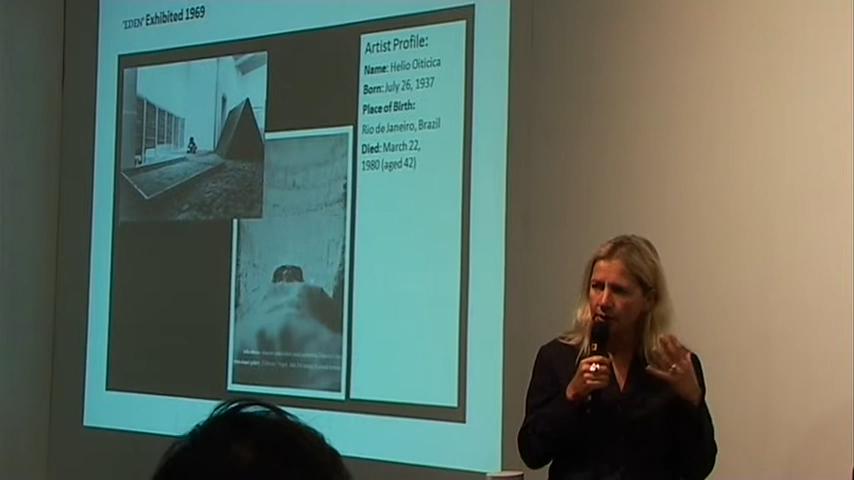 'EDEN' Exhibited 1969
Artist Profile:
Name: Helio Oiticica
Born: July 26, 1937
Place of Birth:
Rio de Janeiro, Brazil
Died: March 22,
1980 (aged 42)